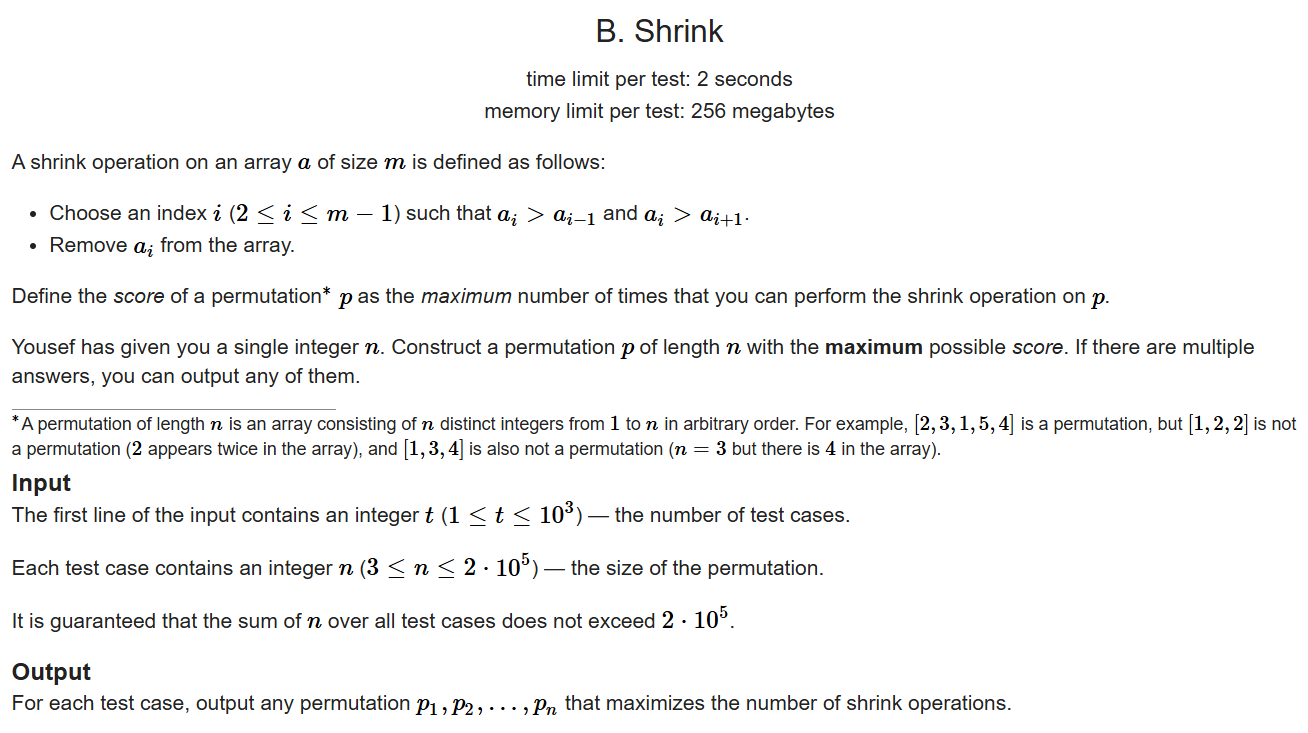 B. Shrink
time limit per test: 2 seconds
memory limit per test: 256 megabytes
A shrink operation on an array a of size m is defined as follows:
• Choose an index i (2 ≤ i ≤ m − 1) such that a_i > a_{i−1} and a_i > a_{i+1}.
• Remove a_i from the array.
Define the score of a permutation* p as the maximum number of times that you can perform the shrink operation on p.
Yousef has given you a single integer n. Construct a permutation p of length n with the maximum possible score. If there are multiple
answers, you can output any of them.
*A permutation of length n is an array consisting of n distinct integers from 1 to n in arbitrary order. For example, [2, 3, 1, 5, 4] is a permutation, but [1, 2, 2] is not
a permutation (2 appears twice in the array), and [1, 3, 4] is also not a permutation (n = 3 but there is 4 in the array).
Input
The first line of the input contains an integer t (1 ≤ t ≤ 10^3) — the number of test cases.
Each test case contains an integer n (3 ≤ n ≤ 2 · 10^5) — the size of the permutation.
It is guaranteed that the sum of n over all test cases does not exceed 2 · 10^5.
Output
For each test case, output any permutation p_1, p_2, . . . , p_n that maximizes the number of shrink operations.